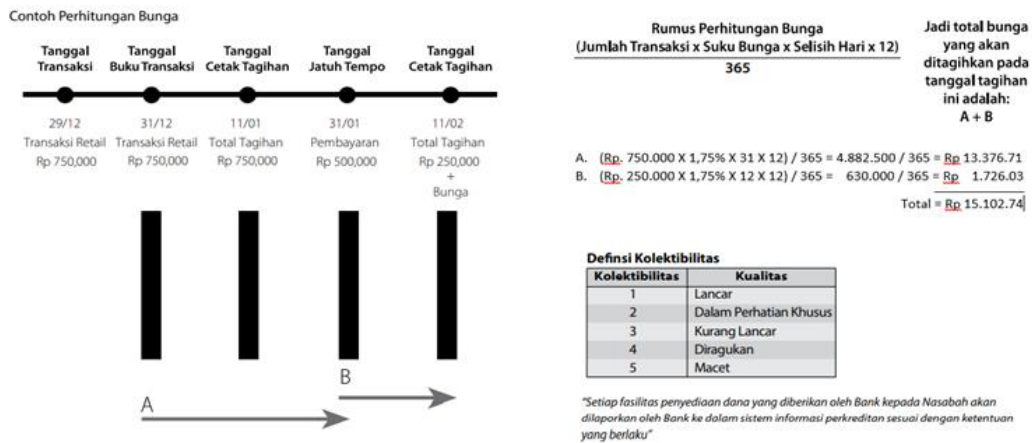 Contoh Perhitungan Bunga
Tanggal Transaksi
Tanggal Buku Transaksi
Tanggal Cetak Tagihan
Tanggal Jatuh Tempo
Tanggal Cetak Tagihan
29/12
Transaksi Retail
Rp 750,000
31/12
Transaksi Retail
Rp 750,000
11/01
Total Tagihan
Rp 750,000
31/01
Pembayaran
Rp 500,000
11/02
Total Tagihan
Rp 250,000
+
Bunga
A
B
Rumus Perhitungan Bunga
(Jumlah Transaksi x Suku Bunga x Selisih Hari x 12)
365
Jadi total bunga
yang akan
ditagihkan pada
tanggal tagihan
ini adalah:
A + B
A. (Rp. 750.000 X 1,75% X 31 X 12) / 365 = 4.882.500 / 365 = Rp 13.376.71
B. (Rp. 250.000 X 1,75% X 12 X 12) / 365 = 630.000 / 365 = Rp 1.726.03
Total = Rp 15.102.74
Definsi Kolektibilitas
Kolektibilitas Kualitas
1 Lancar
2 Dalam Perhatian Khusus
3 Kurang Lancar
4 Diragukan
5 Macet
"Setiap fasilitas penyediaan dana yang diberikan oleh Bank kepada Nasabah akan
dilaporkan oleh Bank ke dalam sistem informasi perkreditan sesuai dengan ketentuan
yang berlaku"